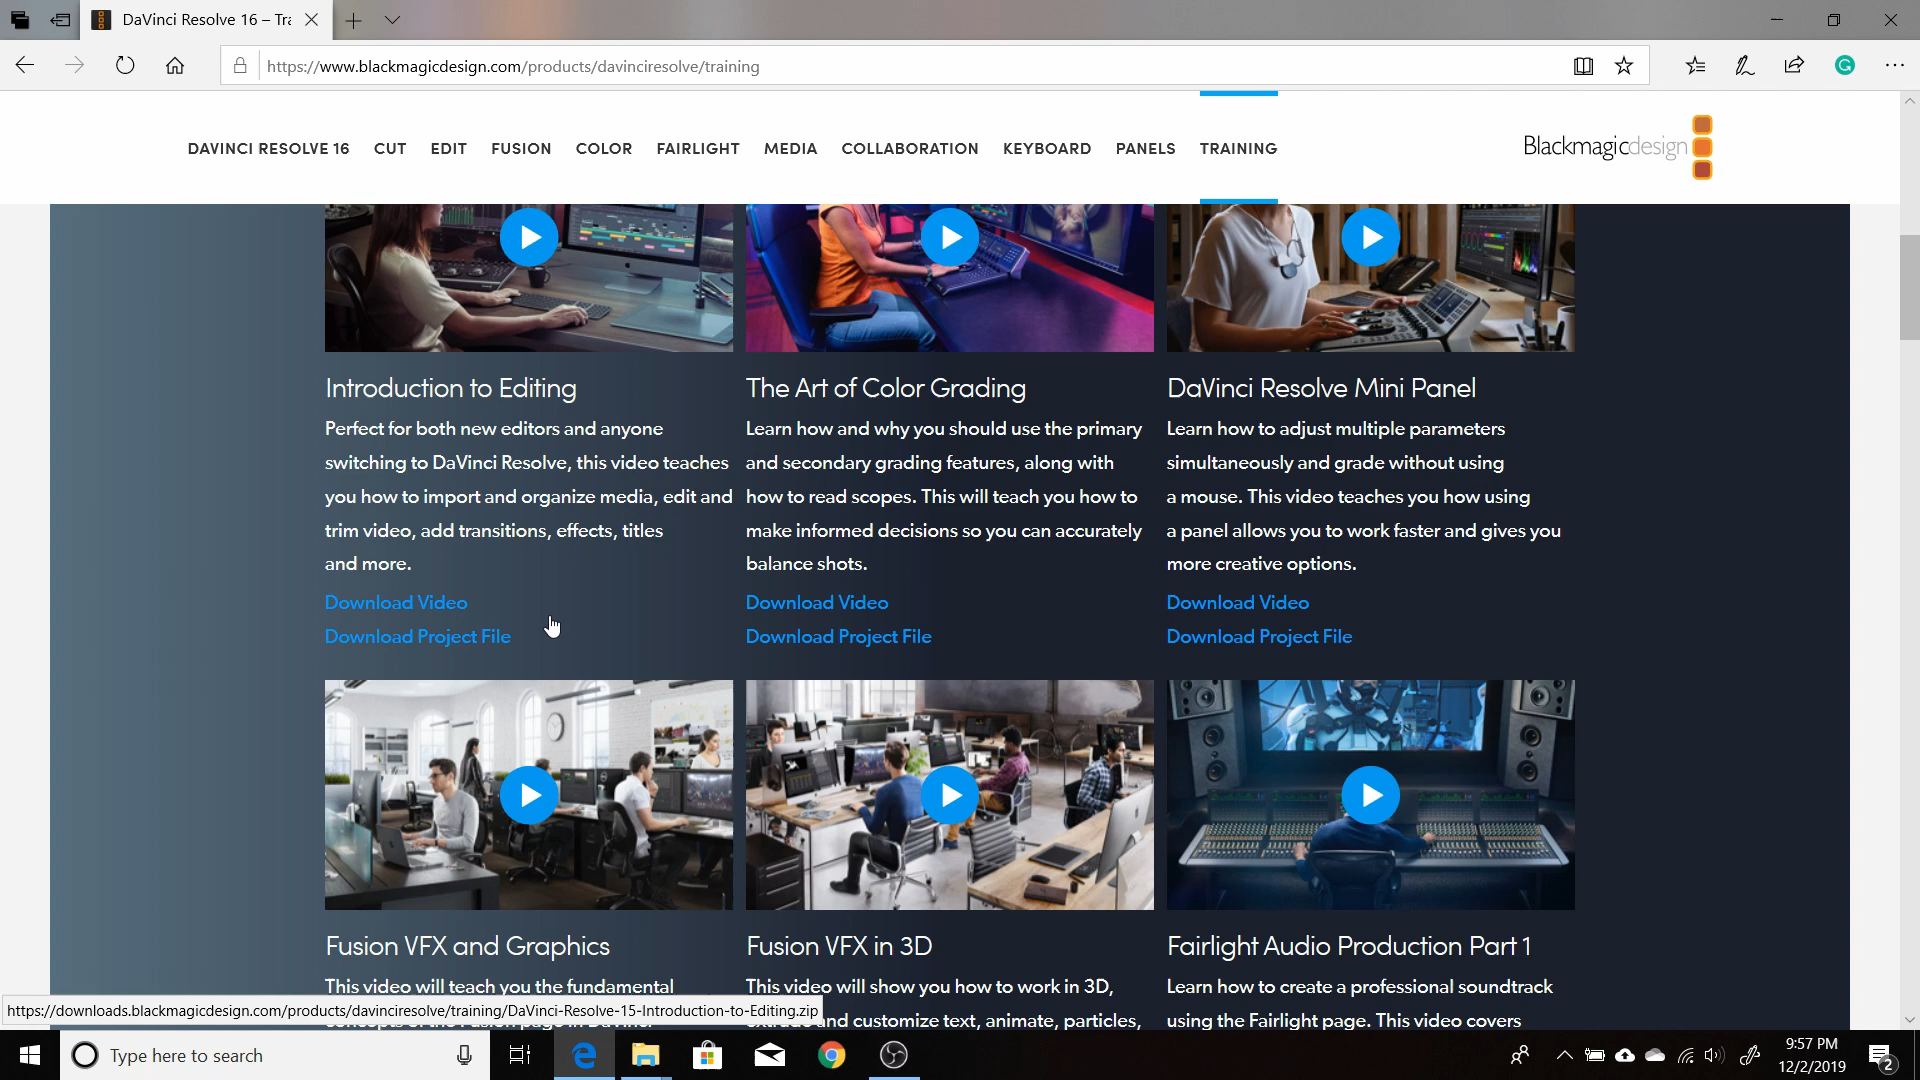 DaVinci Resolve 16 – Tra
https://www.blackmagicdesign.com/products/davinciresolve/training
DAVINCI RESOLVE 16 CUT EDIT FUSION COLOR FAIRLIGHT MEDIA COLLABORATION KEYBOARD PANELS TRAINING
Blackmagicdesign
Introduction to Editing
Perfect for both new editors and anyone
switching to DaVinci Resolve, this video teaches
you how to import and organize media, edit and
trim video, add transitions, effects, titles
and more.
Download Video
Download Project File
The Art of Color Grading
Learn how and why you should use the primary
and secondary grading features, along with
how to read scopes. This will teach you how to
make informed decisions so you can accurately
balance shots.
Download Video
Download Project File
DaVinci Resolve Mini Panel
Learn how to adjust multiple parameters
simultaneously and grade without using
a mouse. This video teaches you how using
a panel allows you to work faster and gives you
more creative options.
Download Video
Download Project File
Fusion VFX and Graphics
This video will teach you the fundamental
concepts of the Fusion page in DaVinci
Fusion VFX in 3D
This video will show you how to work in 3D,
extrude and customize text, animate, particles,
Fairlight Audio Production Part 1
Learn how to create a professional soundtrack
using the Fairlight page. This video covers
https://downloads.blackmagicdesign.com/products/davinciresolve/training/DaVinci-Resolve-15-Introduction-to-Editing.zip
Type here to search
9:57 PM
12/2/2019
2